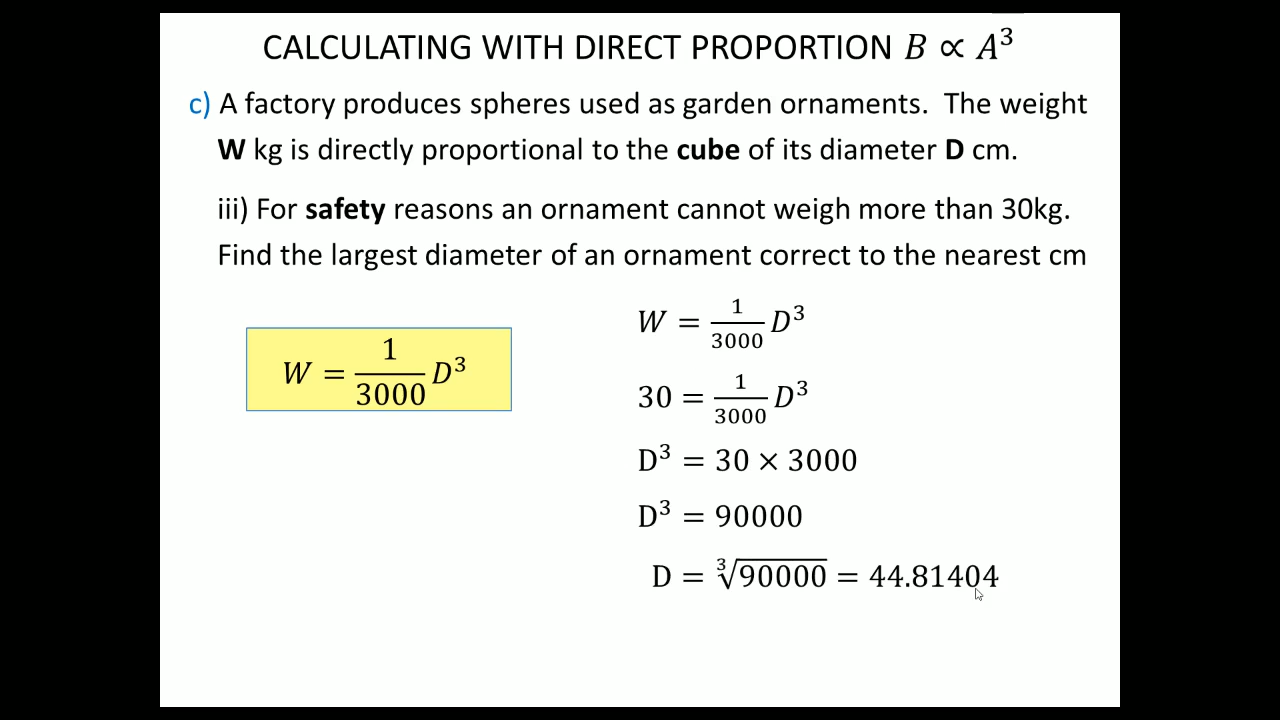 CALCULATING WITH DIRECT PROPORTION B ∝ A³
c) A factory produces spheres used as garden ornaments. The weight
W kg is directly proportional to the cube of its diameter D cm.
iii) For safety reasons an ornament cannot weigh more than 30kg.
Find the largest diameter of an ornament correct to the nearest cm
W = 1/3000 D³
W = 1/3000 D³
30 = 1/3000 D³
D³ = 30 × 3000
D³ = 90000
D = ∛90000 = 44.81404